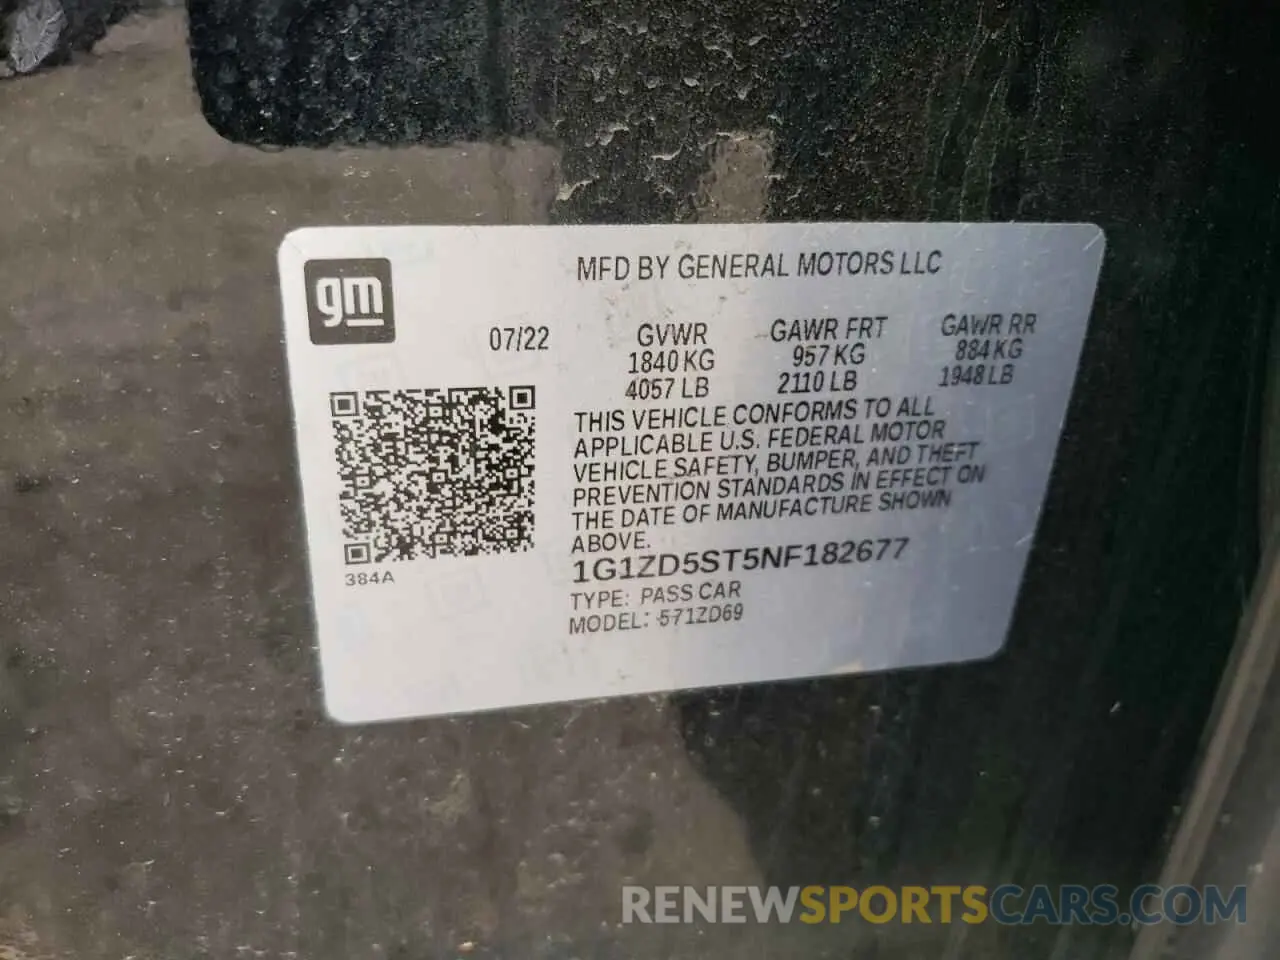 gm
MFD BY GENERAL MOTORS LLC
07/22 GVWR GAWR FRT GAWR RR
1840 KG 957 KG 884 KG
4057 LB 2110 LB 1948 LB
THIS VEHICLE CONFORMS TO ALL
APPLICABLE U.S. FEDERAL MOTOR
VEHICLE SAFETY, BUMPER, AND THEFT
PREVENTION STANDARDS IN EFFECT ON
THE DATE OF MANUFACTURE SHOWN
ABOVE.
384A
1G1ZD5ST5NF182677
TYPE: PASS CAR
MODEL: 571ZD69
RENEWSPORTSCARS.COM